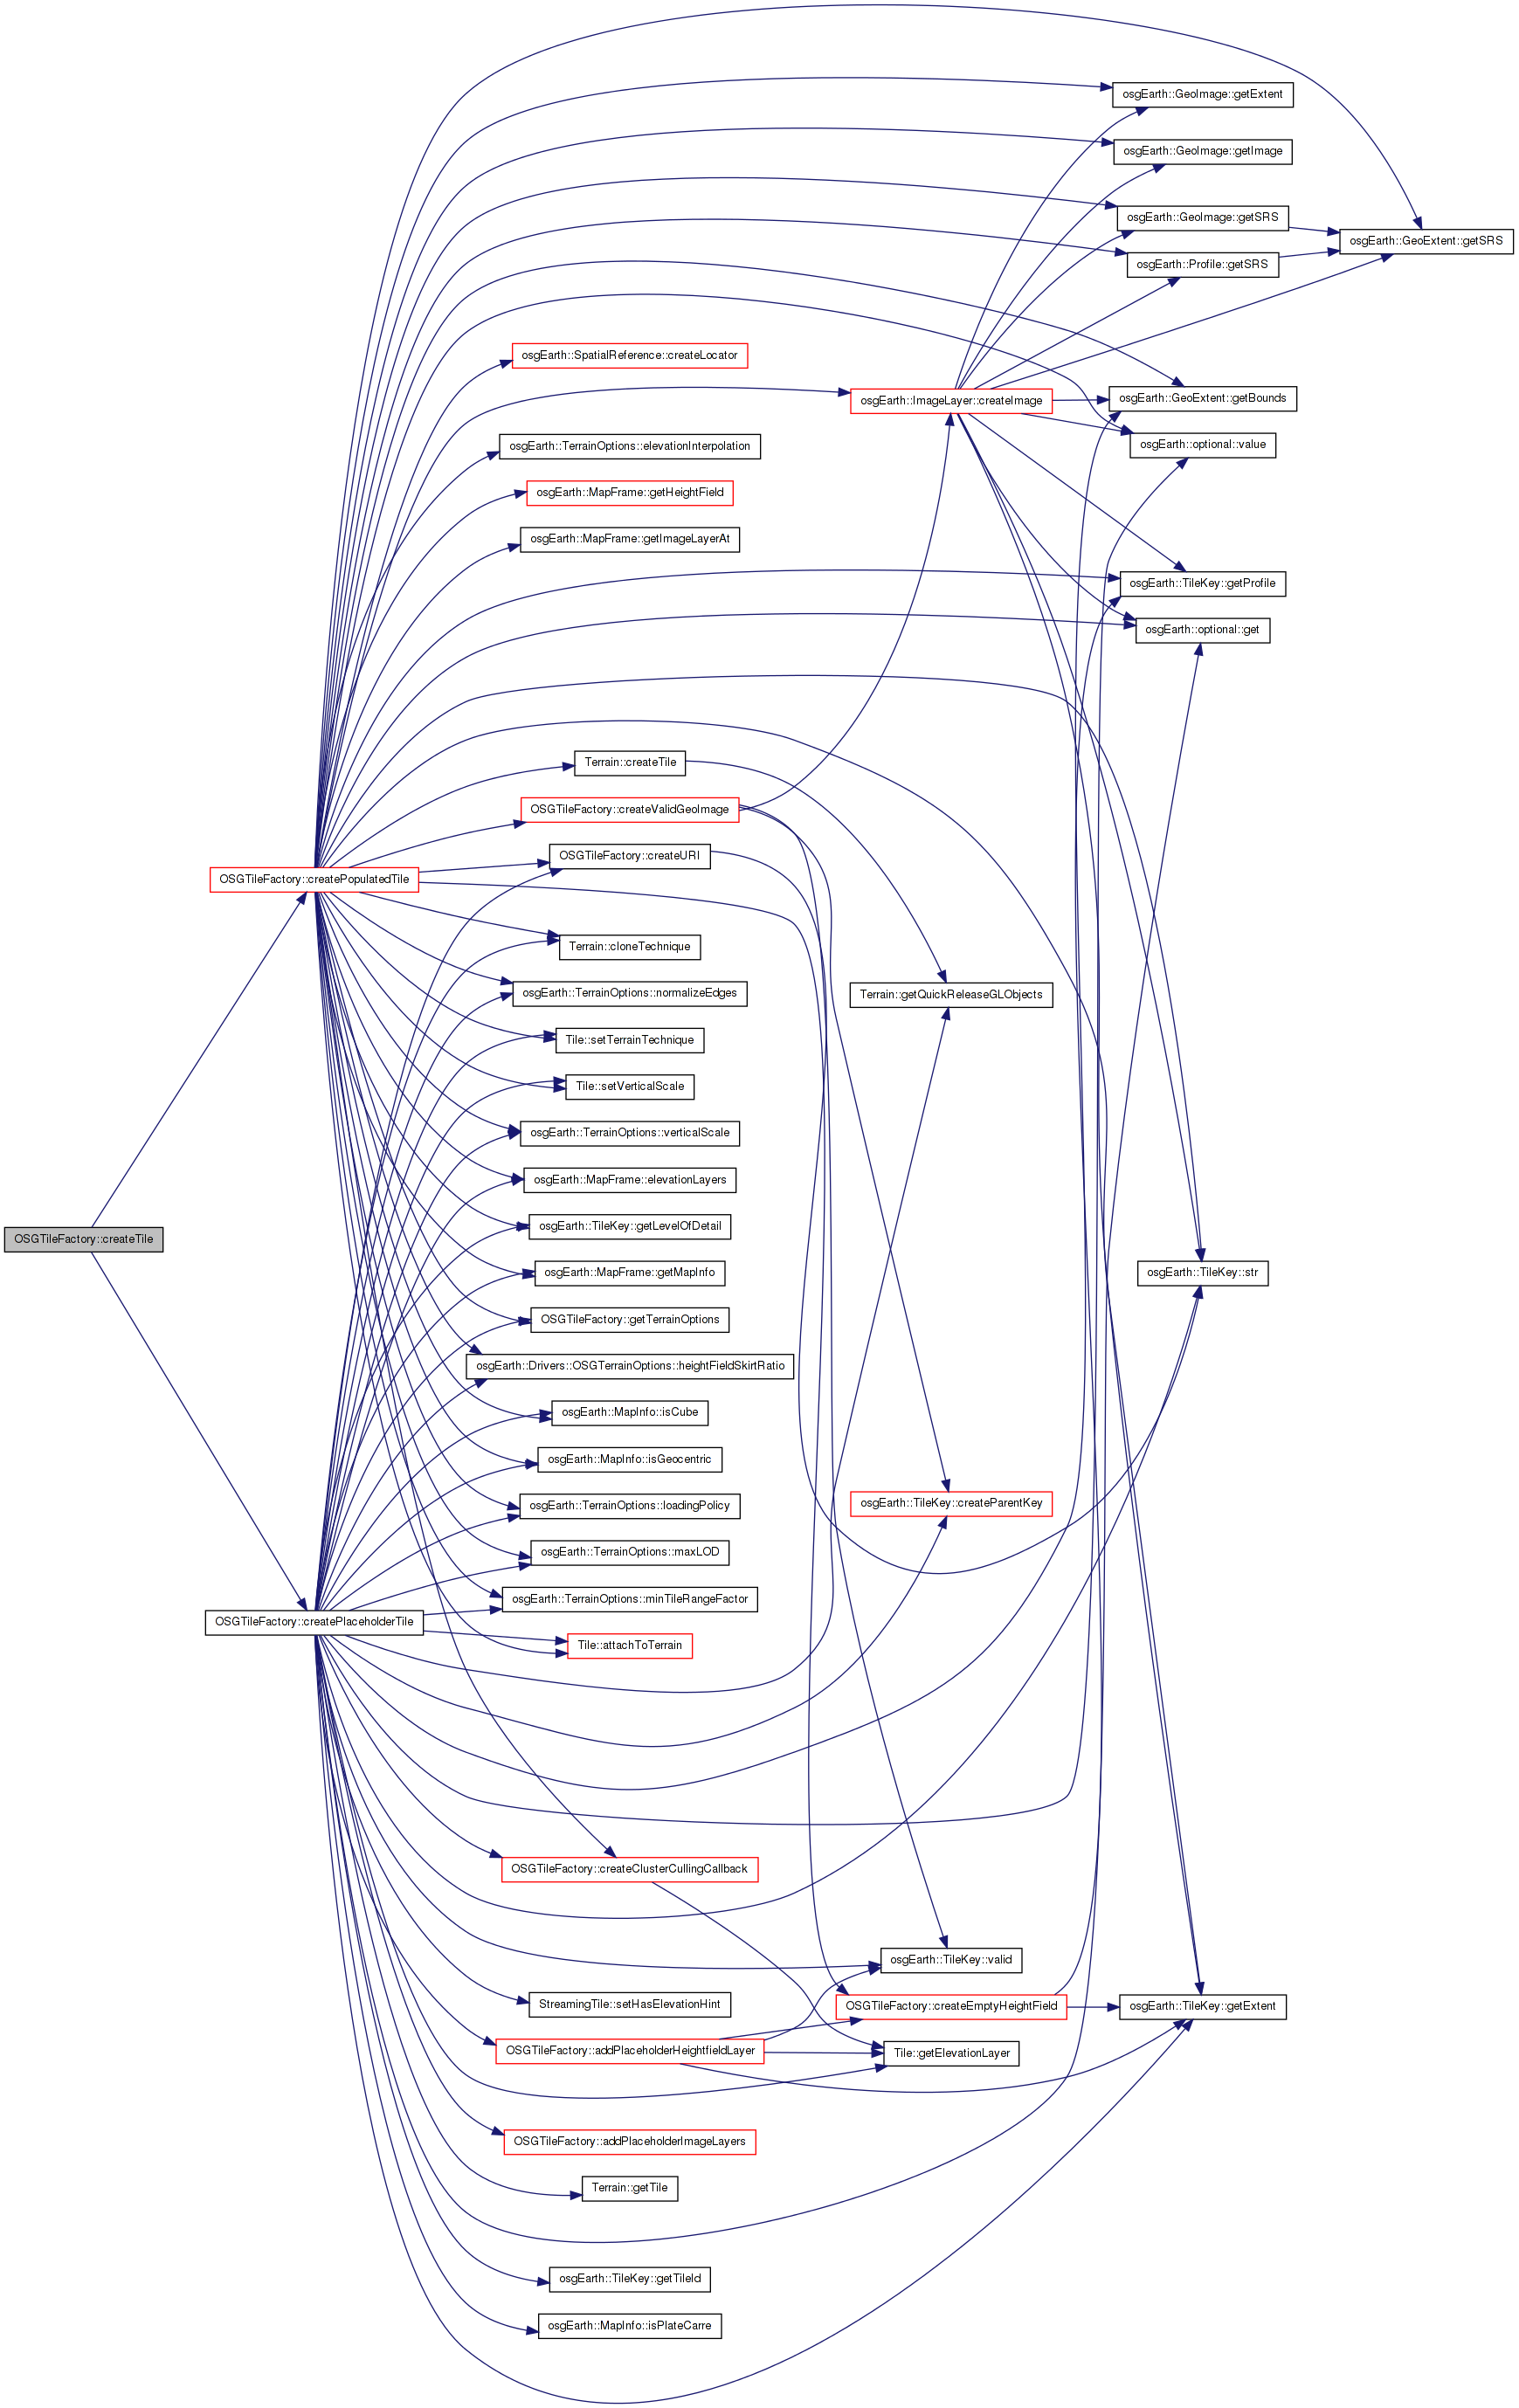 osgEarth::GeoImage::getExtent
osgEarth::GeoImage::getImage
osgEarth::GeoImage::getSRS
osgEarth::GeoExtent::getSRS
osgEarth::Profile::getSRS
osgEarth::SpatialReference::createLocator
osgEarth::ImageLayer::createImage
osgEarth::GeoExtent::getBounds
osgEarth::optional::value
osgEarth::TerrainOptions::elevationInterpolation
osgEarth::MapFrame::getHeightField
osgEarth::MapFrame::getImageLayerAt
osgEarth::TileKey::getProfile
osgEarth::optional::get
Terrain::createTile
OSGTileFactory::createValidGeoImage
OSGTileFactory::createURI
OSGTileFactory::createPopulatedTile
Terrain::cloneTechnique
osgEarth::TerrainOptions::normalizeEdges
Terrain::getQuickReleaseGLObjects
Tile::setTerrainTechnique
Tile::setVerticalScale
osgEarth::TerrainOptions::verticalScale
osgEarth::MapFrame::elevationLayers
osgEarth::TileKey::getLevelOfDetail
OSGTileFactory::createTile
osgEarth::MapFrame::getMapInfo
osgEarth::TileKey::str
OSGTileFactory::getTerrainOptions
osgEarth::Drivers::OSGTerrainOptions::heightFieldSkirtRatio
osgEarth::MapInfo::isCube
osgEarth::MapInfo::isGeocentric
osgEarth::TileKey::createParentKey
osgEarth::TerrainOptions::loadingPolicy
osgEarth::TerrainOptions::maxLOD
osgEarth::TerrainOptions::minTileRangeFactor
OSGTileFactory::createPlaceholderTile
Tile::attachToTerrain
OSGTileFactory::createClusterCullingCallback
osgEarth::TileKey::valid
StreamingTile::setHasElevationHint
OSGTileFactory::createEmptyHeightField
osgEarth::TileKey::getExtent
OSGTileFactory::addPlaceholderHeightfieldLayer
Tile::getElevationLayer
OSGTileFactory::addPlaceholderImageLayers
Terrain::getTile
osgEarth::TileKey::getTileId
osgEarth::MapInfo::isPlateCarre